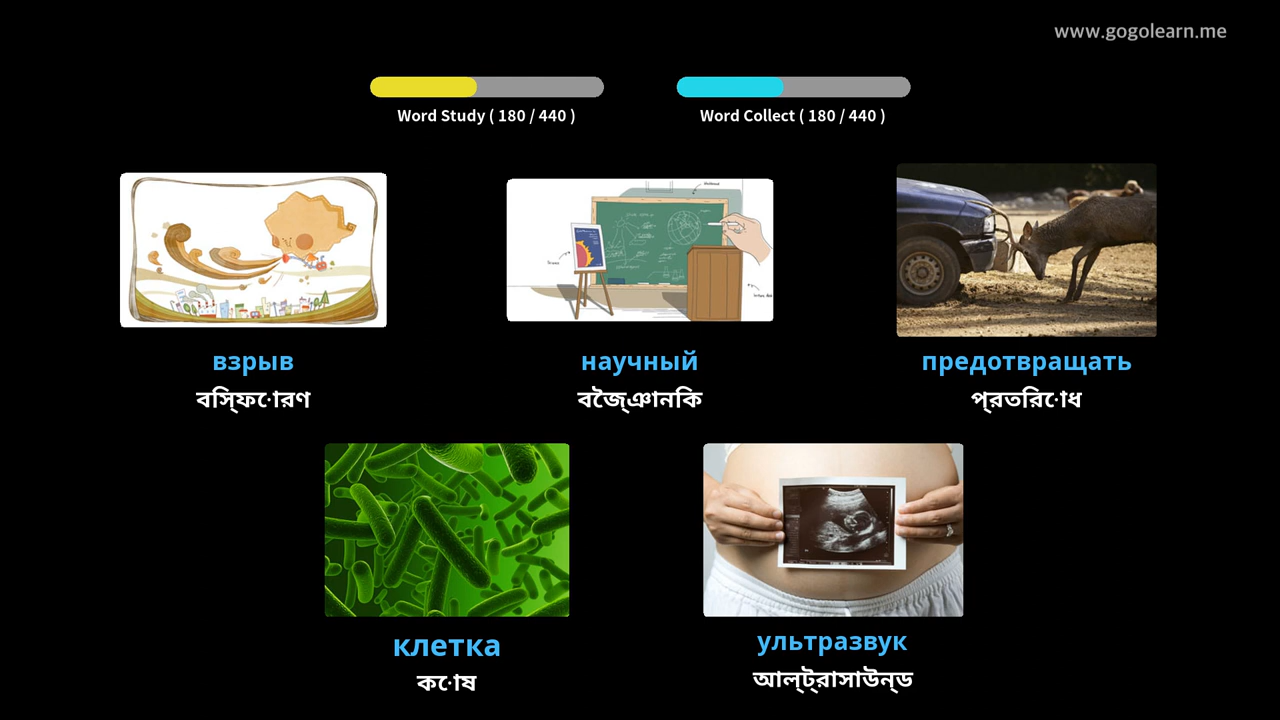 www.gogolearn.me
Word Study ( 180 / 440 )
Word Collect ( 180 / 440 )
взрыв
научный
предотвращать
বিস্ফোরণ
বৈজ্ঞানিক
প্রতিরোধ
клетка
ультразвук
কোষ
আল্ট্রাসাউন্ড